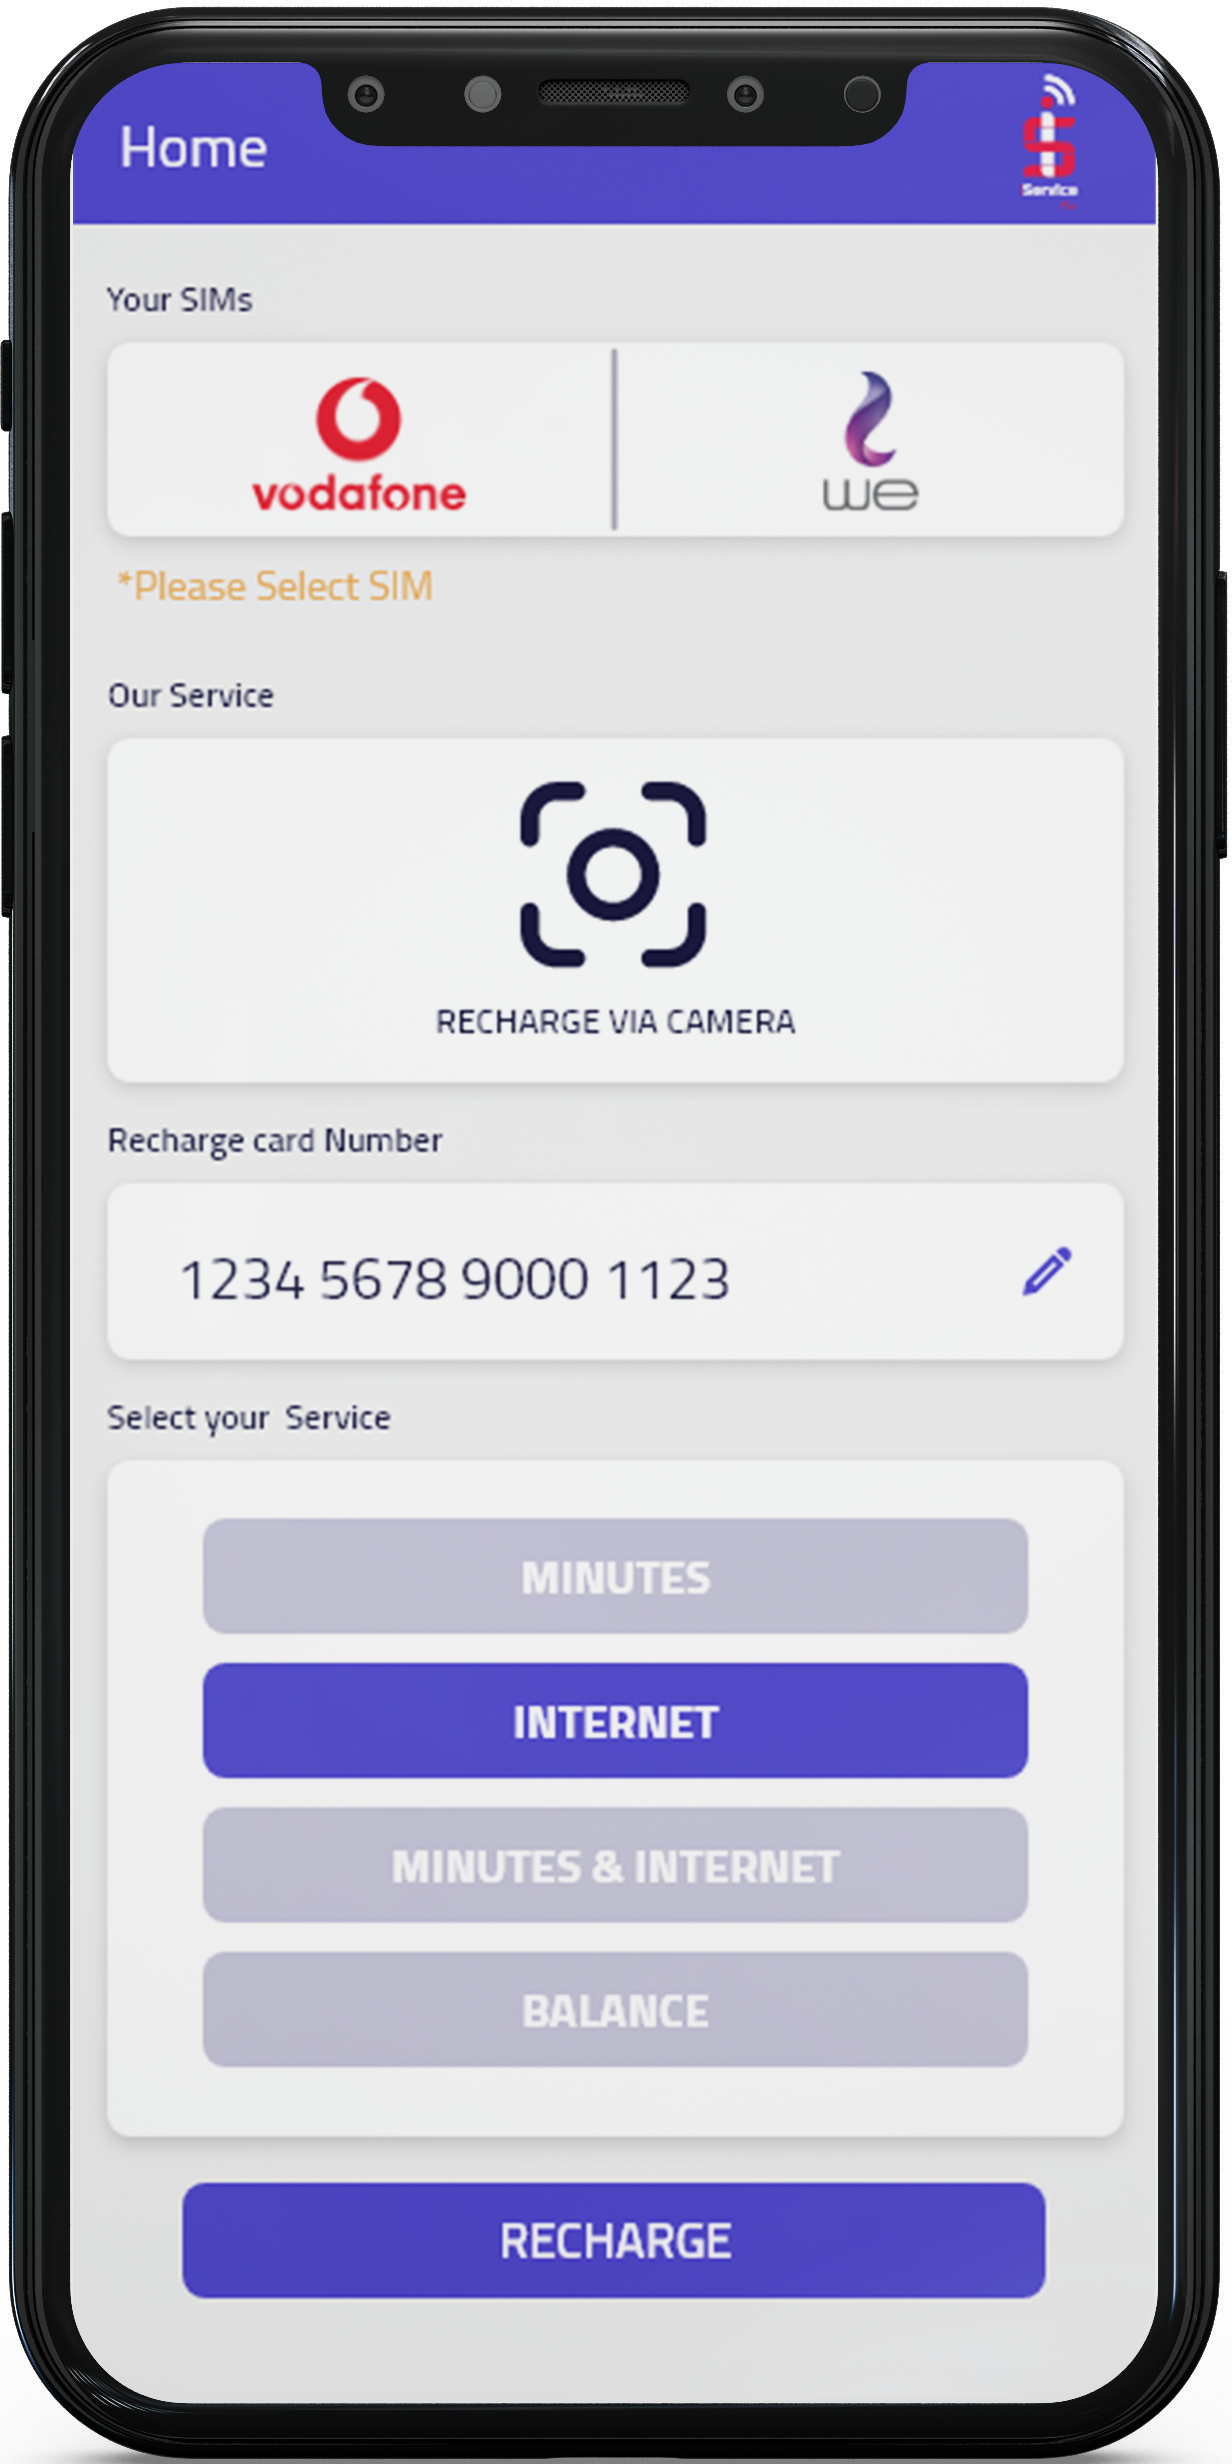 Home
Service
Your SIMs
vodafone
we
*Please Select SIM
Our Service
RECHARGE VIA CAMERA
Recharge card Number
1234 5678 9000 1123
Select your  Service
MINUTES
INTERNET
MINUTES & INTERNET
BALANCE
RECHARGE